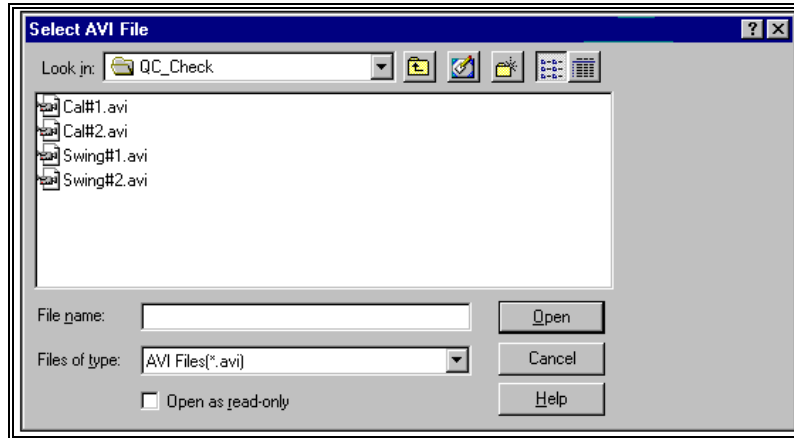 Select AVI File
Look in: QC_Check
Cal#1.avi
Cal#2.avi
Swing#1.avi
Swing#2.avi
File name:
Open
Files of type: AVI Files(*.avi)
Cancel
Open as read-only
Help